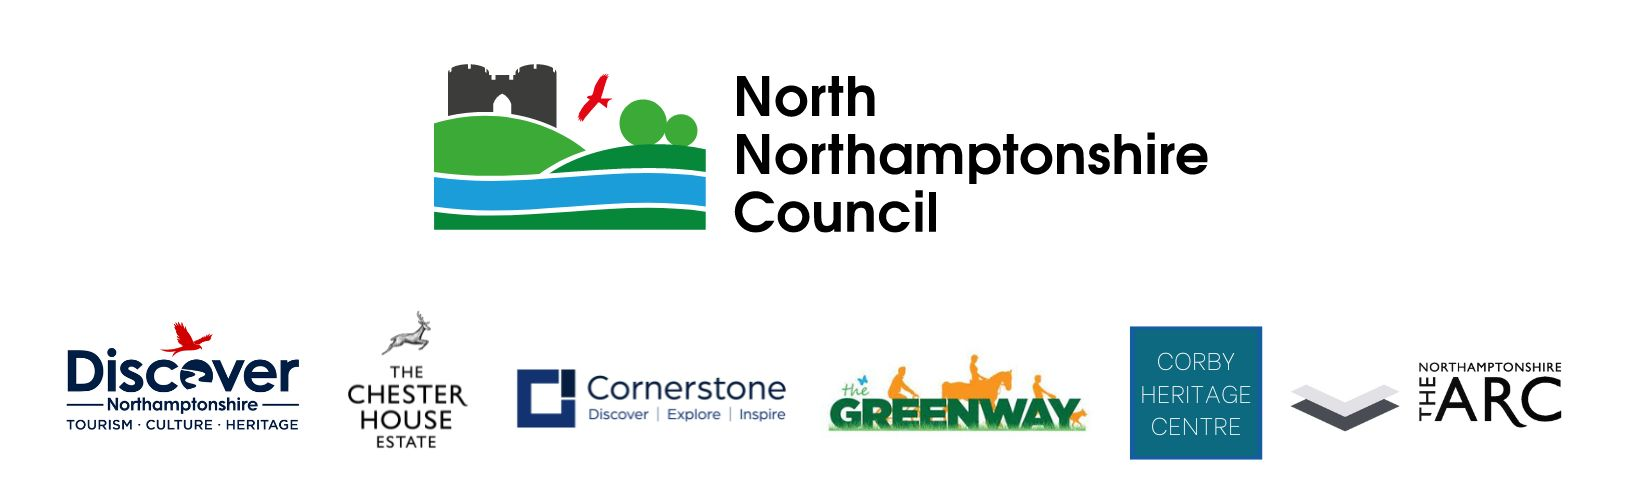 North
Northamptonshire
Council
Discover
Northamptonshire
TOURISM · CULTURE · HERITAGE
THE
CHESTER
HOUSE
ESTATE
Cornerstone
Discover | Explore | Inspire
the
GREENWAY
CORBY
HERITAGE
CENTRE
NORTHAMPTONSHIRE
THE ARC